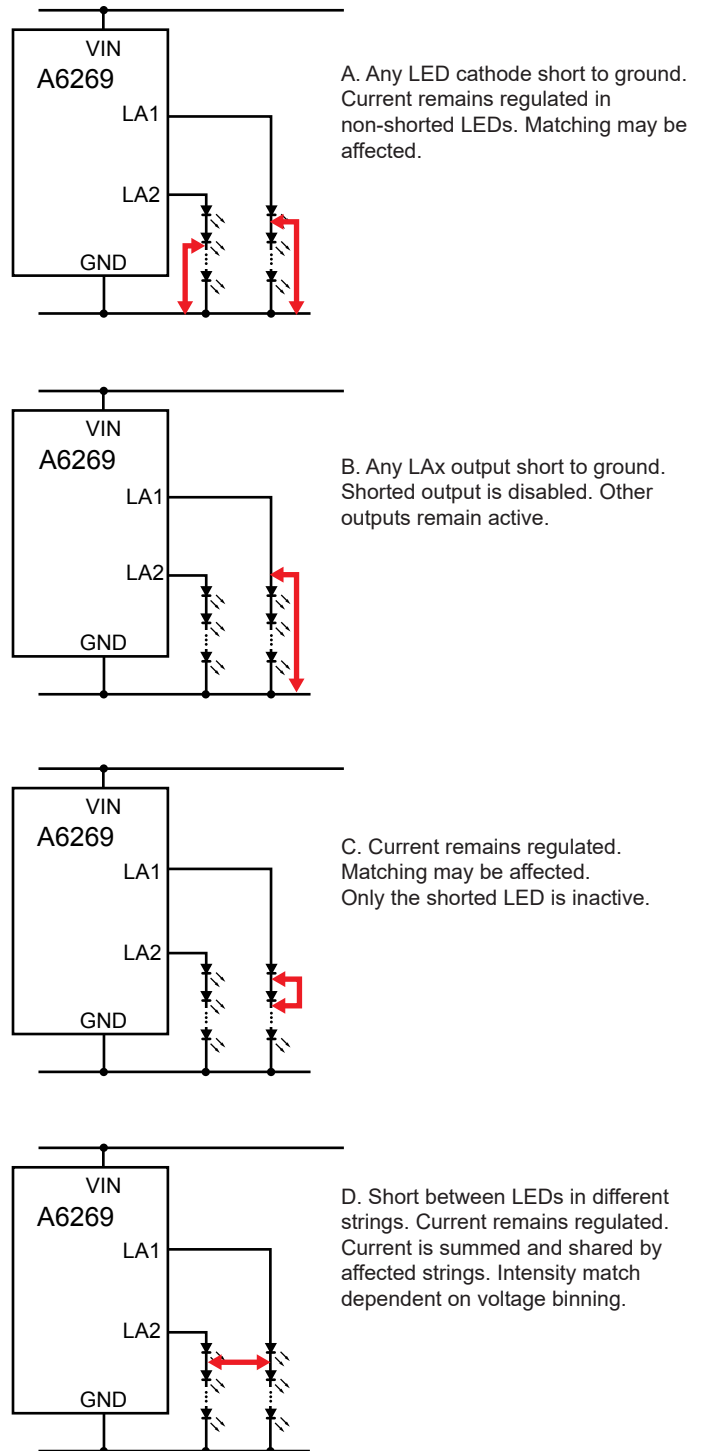 VIN
A6269
LA1
LA2
GND
A. Any LED cathode short to ground.
Current remains regulated in
non-shorted LEDs. Matching may be
affected.
VIN
A6269
LA1
LA2
GND
B. Any LAx output short to ground.
Shorted output is disabled. Other
outputs remain active.
VIN
A6269
LA1
LA2
GND
C. Current remains regulated.
Matching may be affected.
Only the shorted LED is inactive.
VIN
A6269
LA1
LA2
GND
D. Short between LEDs in different
strings. Current remains regulated.
Current is summed and shared by
affected strings. Intensity match
dependent on voltage binning.